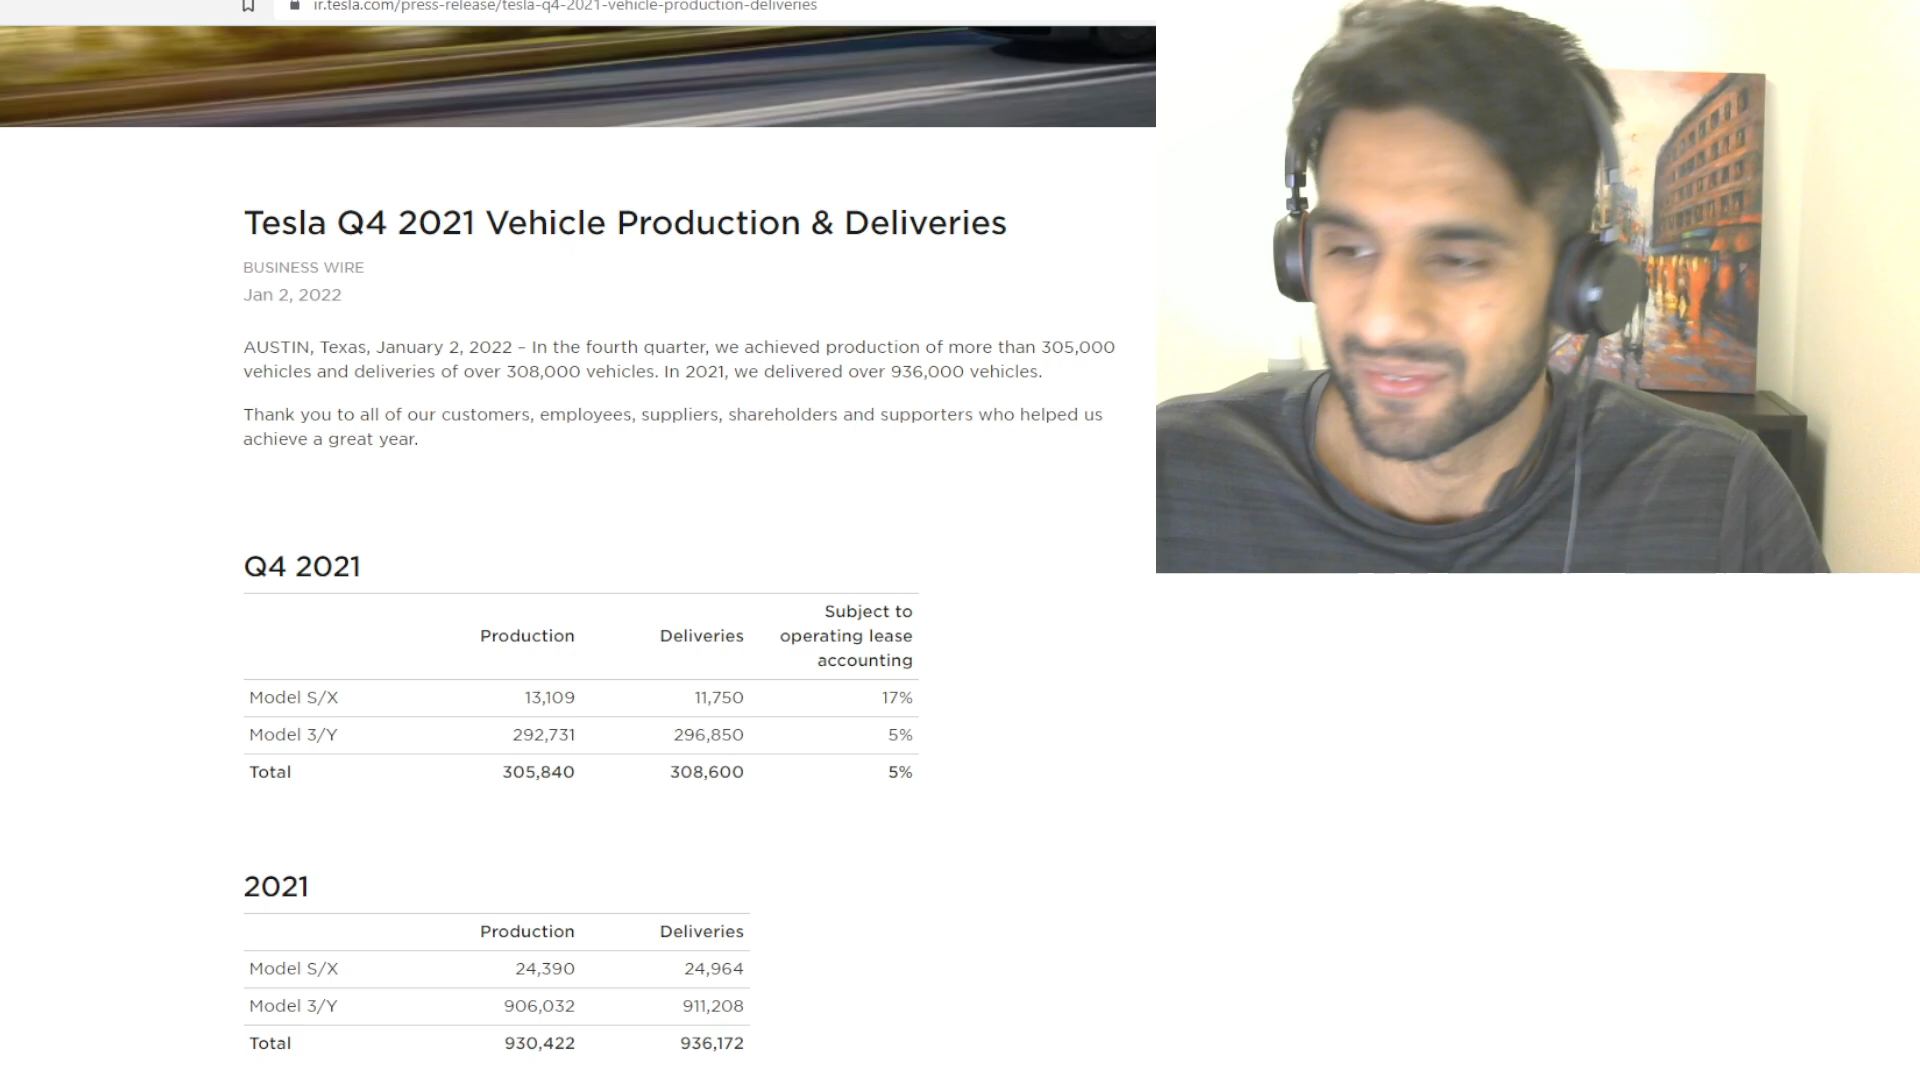 ir.tesla.com/press-release/tesla-q4-2021-vehicle-production-deliveries
Tesla Q4 2021 Vehicle Production & Deliveries
BUSINESS WIRE
Jan 2, 2022
AUSTIN, Texas, January 2, 2022 – In the fourth quarter, we achieved production of more than 305,000
vehicles and deliveries of over 308,000 vehicles. In 2021, we delivered over 936,000 vehicles.
Thank you to all of our customers, employees, suppliers, shareholders and supporters who helped us
achieve a great year.
Q4 2021
Production Deliveries Subject to
operating lease
accounting
Model S/X 13,109 11,750 17%
Model 3/Y 292,731 296,850 5%
Total 305,840 308,600 5%
2021
Production Deliveries
Model S/X 24,390 24,964
Model 3/Y 906,032 911,208
Total 930,422 936,172